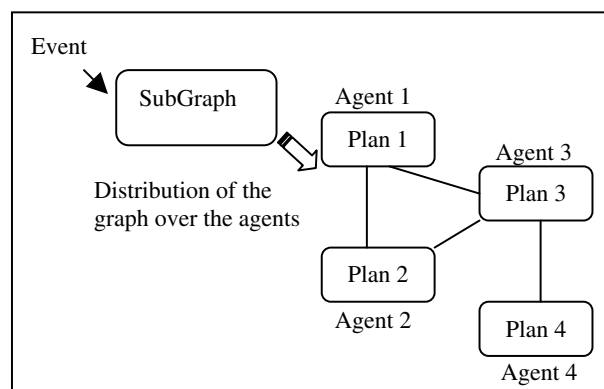 Event
SubGraph
Agent 1
Plan 1
Agent 3
Plan 3
Distribution of the
graph over the agents
Plan 2
Agent 2
Plan 4
Agent 4